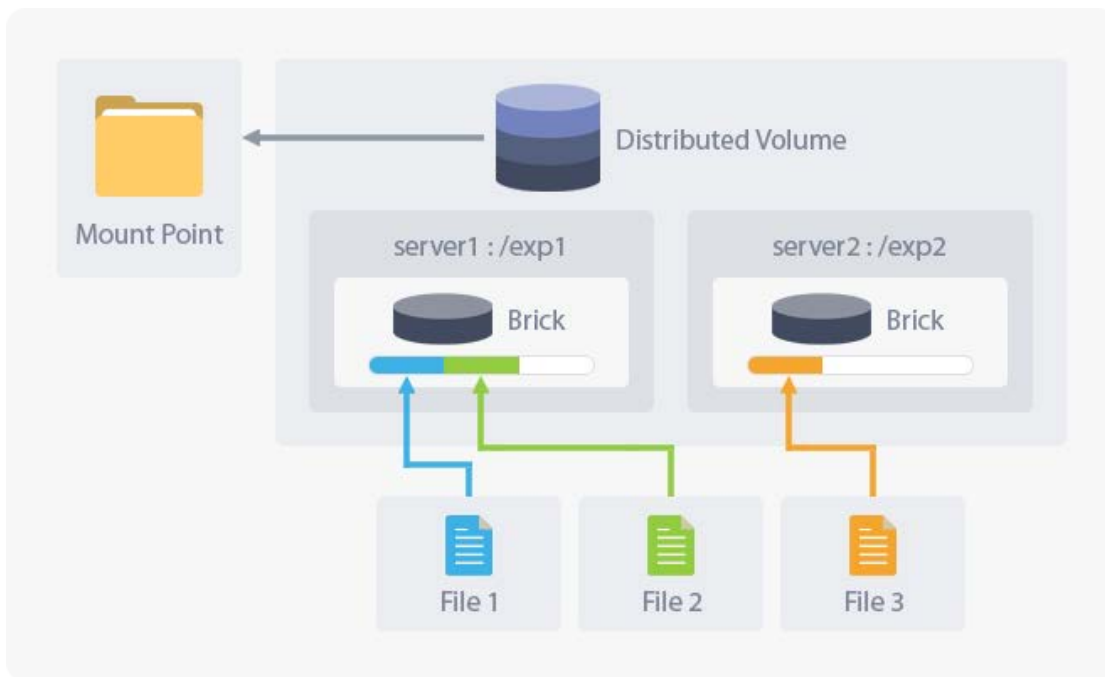 Distributed Volume
Mount Point
server1 : /exp1
server2 : /exp2
Brick
Brick
File 1
File 2
File 3